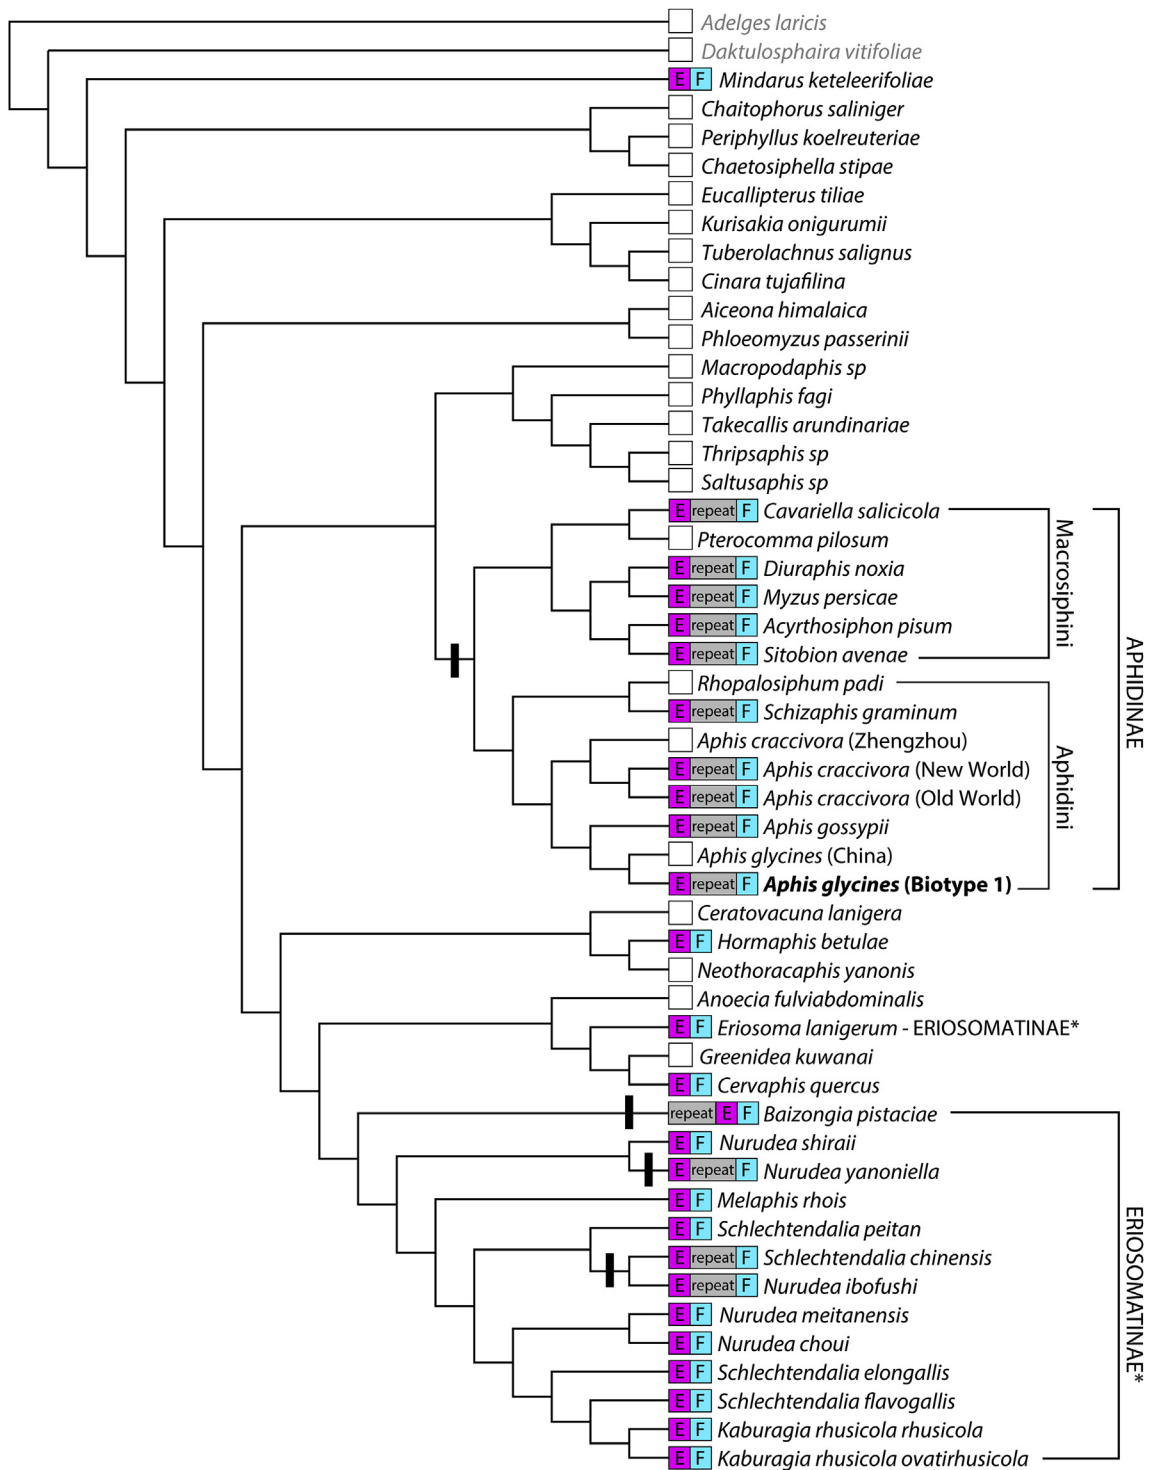 Adelges laricis
Daktulosphaira vitifoliae
E F Mindarus keteleerifoliae
Chaitophorus saliniger
Periphyllus koelreuteriae
Chaetosiphella stipae
Eucallipterus tiliae
Kurisakia onigurumii
Tuberolachnus salignus
Cinara tujafilina
Aiceona himalaica
Phloeomyzus passerinii
Macropodaphis sp
Phyllaphis fagi
Takecallis arundinariae
Thripsaphis sp
Saltusaphis sp
E repeat F Cavariella salicicola
Pterocomma pilosum
E repeat F Diuraphis noxia
E repeat F Myzus persicae
E repeat F Acyrthosiphon pisum
E repeat F Sitobion avenae
Macrosiphini
Rhopalosiphum padi
E repeat F Schizaphis graminum
Aphis craccivora (Zhengzhou)
E repeat F Aphis craccivora (New World)
E repeat F Aphis craccivora (Old World)
E repeat F Aphis gossypii
Aphis glycines (China)
E repeat F Aphis glycines (Biotype 1)
Aphidini
APHIDINAE
Ceratovacuna lanigera
E F Hormaphis betulae
Neothoracaphis yanonis
Anoecia fulviabdominalis
E F Eriosoma lanigerum - ERIOSOMATINAE*
Greenidea kuwanai
E F Cervaphis quercus
repeat E F Baizongia pistaciae
E F Nurudea shiraii
E repeat F Nurudea yanoniella
E F Melaphis rhois
E F Schlechtendalia peitan
E repeat F Schlechtendalia chinensis
E repeat F Nurudea ibofushi
E F Nurudea meitanensis
E F Nurudea choui
E F Schlechtendalia elongallis
E F Schlechtendalia flavogallis
E F Kaburagia rhusicola rhusicola
E F Kaburagia rhusicola ovatirhusicola
ERIOSOMATINAE*